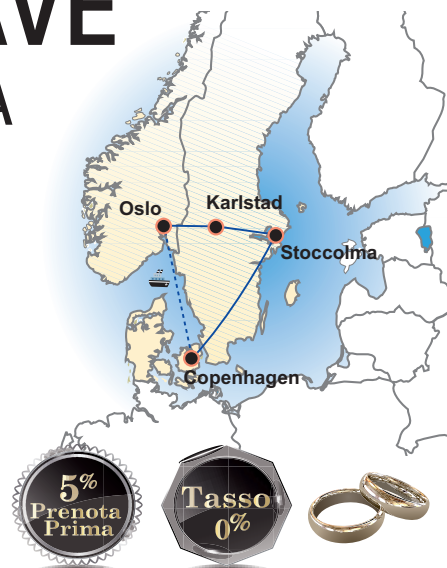 AVE
A
Oslo
Karlstad
Stoccolma
Copenhagen
5%
Prenota
Prima
Tasso
0%